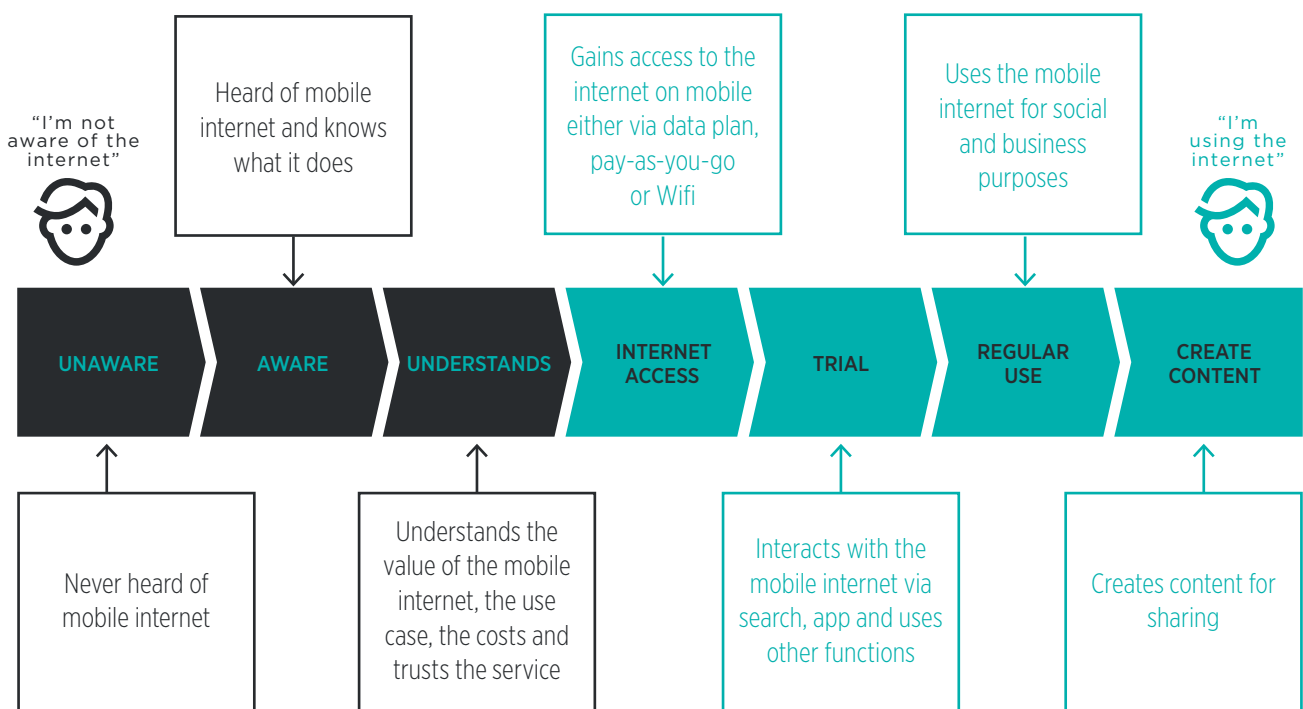 “I’m not
aware of the
internet”
Heard of mobile
internet and knows
what it does
Gains access to the
internet on mobile
either via data plan,
pay-as-you-go
or Wifi
Uses the mobile
internet for social
and business
purposes
“I’m
using the
internet”
UNAWARE
AWARE
UNDERSTANDS
INTERNET
ACCESS
TRIAL
REGULAR
USE
CREATE
CONTENT
Never heard of
mobile internet
Understands the
value of the mobile
internet, the use
case, the costs and
trusts the service
Interacts with the
mobile internet via
search, app and uses
other functions
Creates content for
sharing